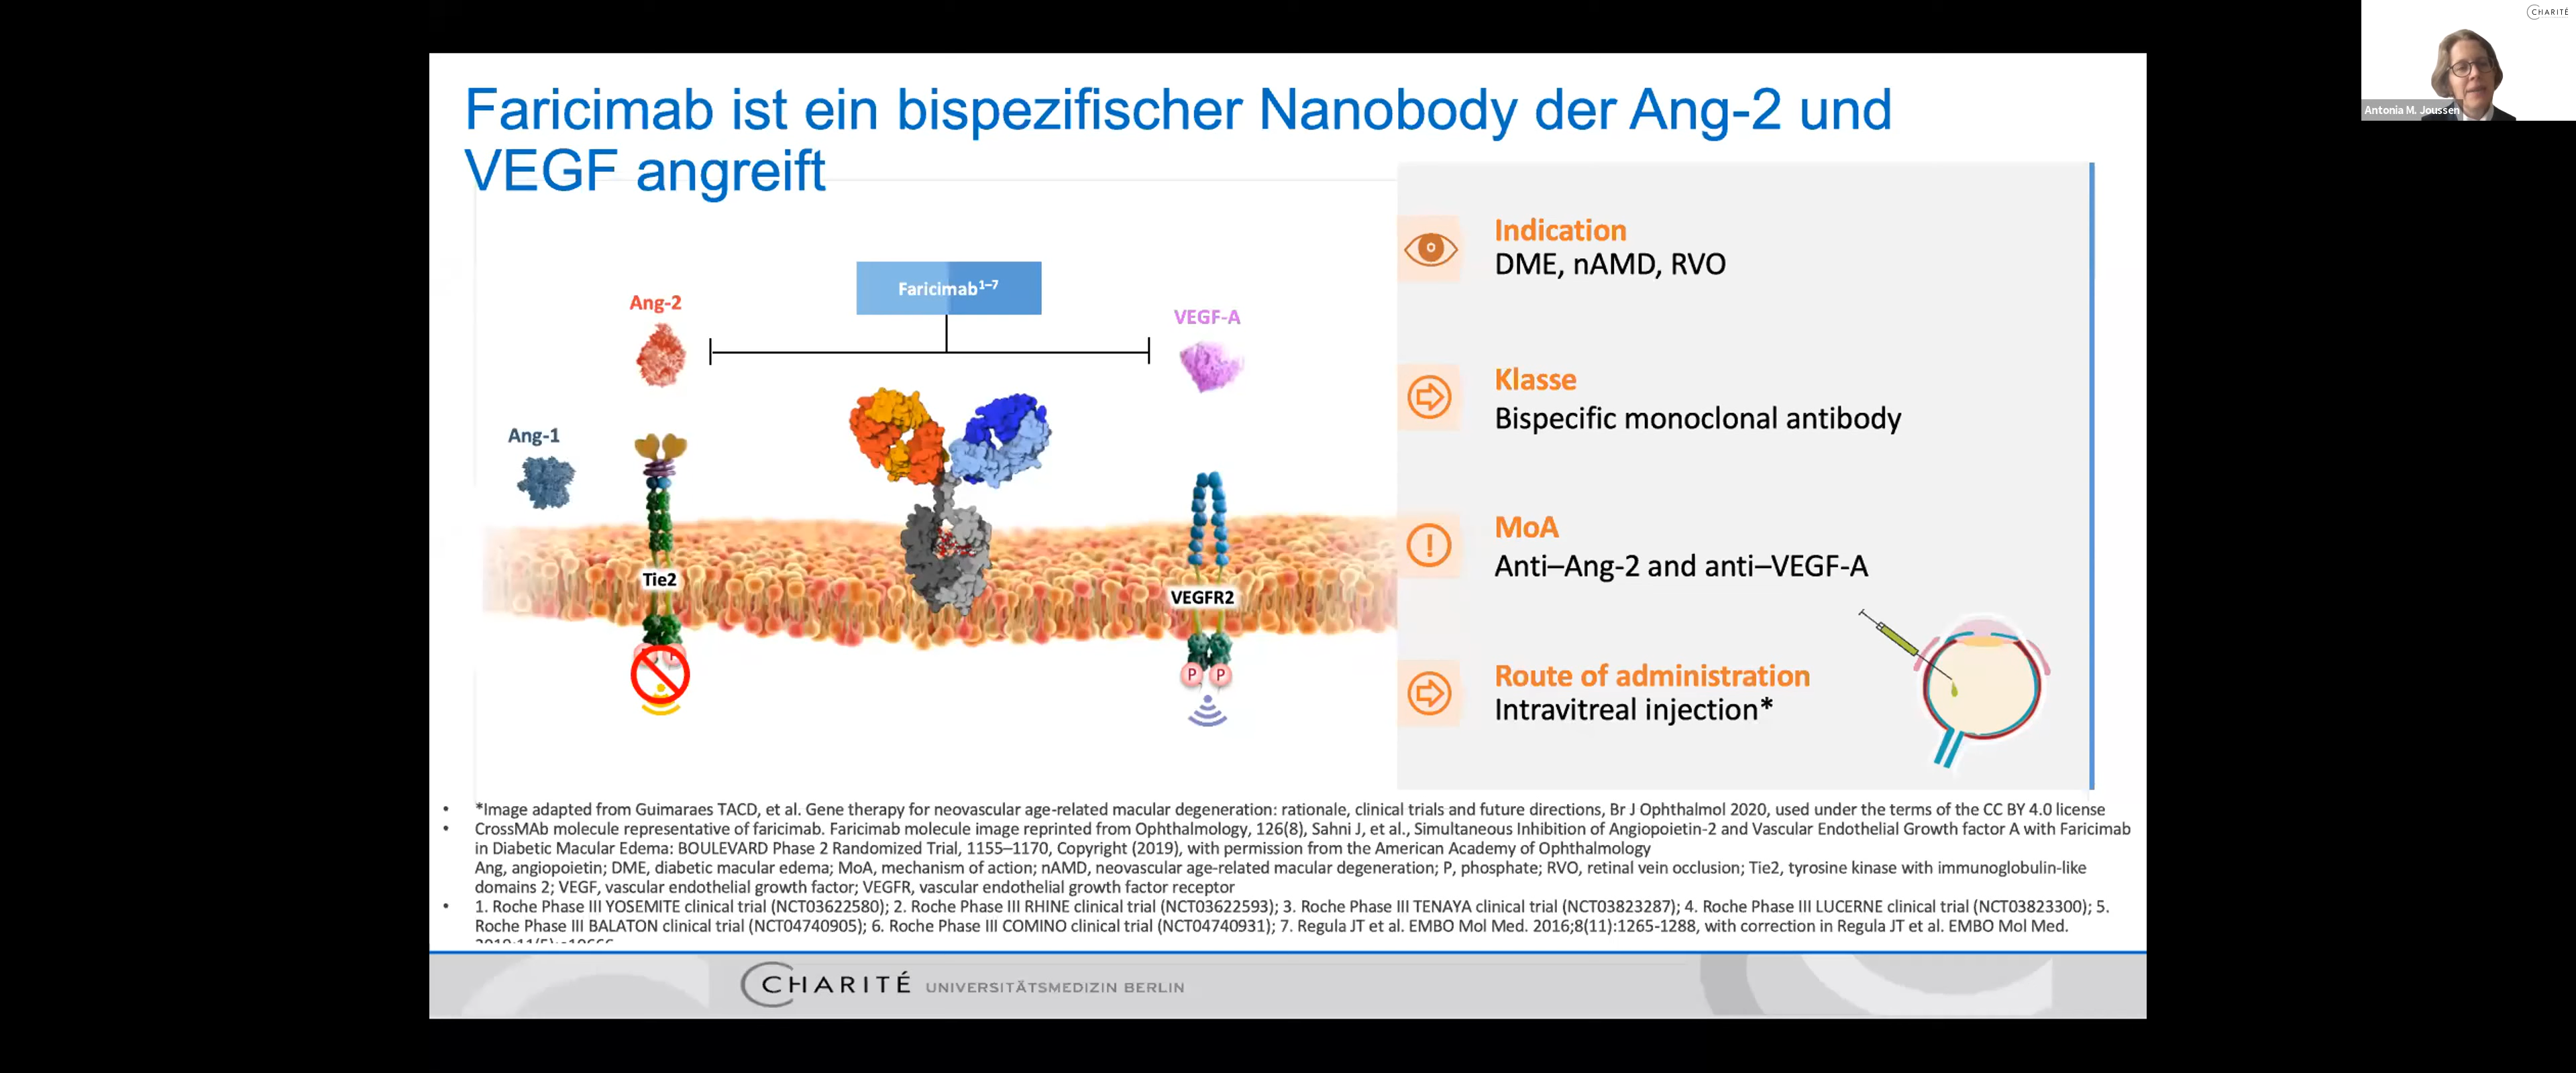 CHARITÉ
Antonia M. Joussen
Faricimab ist ein bispezifischer Nanobody der Ang-2 und
VEGF angreift
Faricimab1–7
Ang-2
VEGF-A
Ang-1
Tie2
VEGFR2
P P
Indication
DME, nAMD, RVO
Klasse
Bispecific monoclonal antibody
MoA
Anti–Ang-2 and anti–VEGF-A
Route of administration
Intravitreal injection*
• *Image adapted from Guimaraes TACD, et al. Gene therapy for neovascular age-related macular degeneration: rationale, clinical trials and future directions, Br J Ophthalmol 2020, used under the terms of the CC BY 4.0 license
• CrossMAb molecule representative of faricimab. Faricimab molecule image reprinted from Ophthalmology, 126(8), Sahni J, et al., Simultaneous Inhibition of Angiopoietin-2 and Vascular Endothelial Growth factor A with Faricimab
in Diabetic Macular Edema: BOULEVARD Phase 2 Randomized Trial, 1155–1170, Copyright (2019), with permission from the American Academy of Ophthalmology
Ang, angiopoietin; DME, diabetic macular edema; MoA, mechanism of action; nAMD, neovascular age-related macular degeneration; P, phosphate; RVO, retinal vein occlusion; Tie2, tyrosine kinase with immunoglobulin-like
domains 2; VEGF, vascular endothelial growth factor; VEGFR, vascular endothelial growth factor receptor
• 1. Roche Phase III YOSEMITE clinical trial (NCT03622580); 2. Roche Phase III RHINE clinical trial (NCT03622593); 3. Roche Phase III TENAYA clinical trial (NCT03823287); 4. Roche Phase III LUCERNE clinical trial (NCT03823300); 5.
Roche Phase III BALATON clinical trial (NCT04740905); 6. Roche Phase III COMINO clinical trial (NCT04740931); 7. Regula JT et al. EMBO Mol Med. 2016;8(11):1265-1288, with correction in Regula JT et al. EMBO Mol Med.
CHARITÉ UNIVERSITÄTSMEDIZIN BERLIN